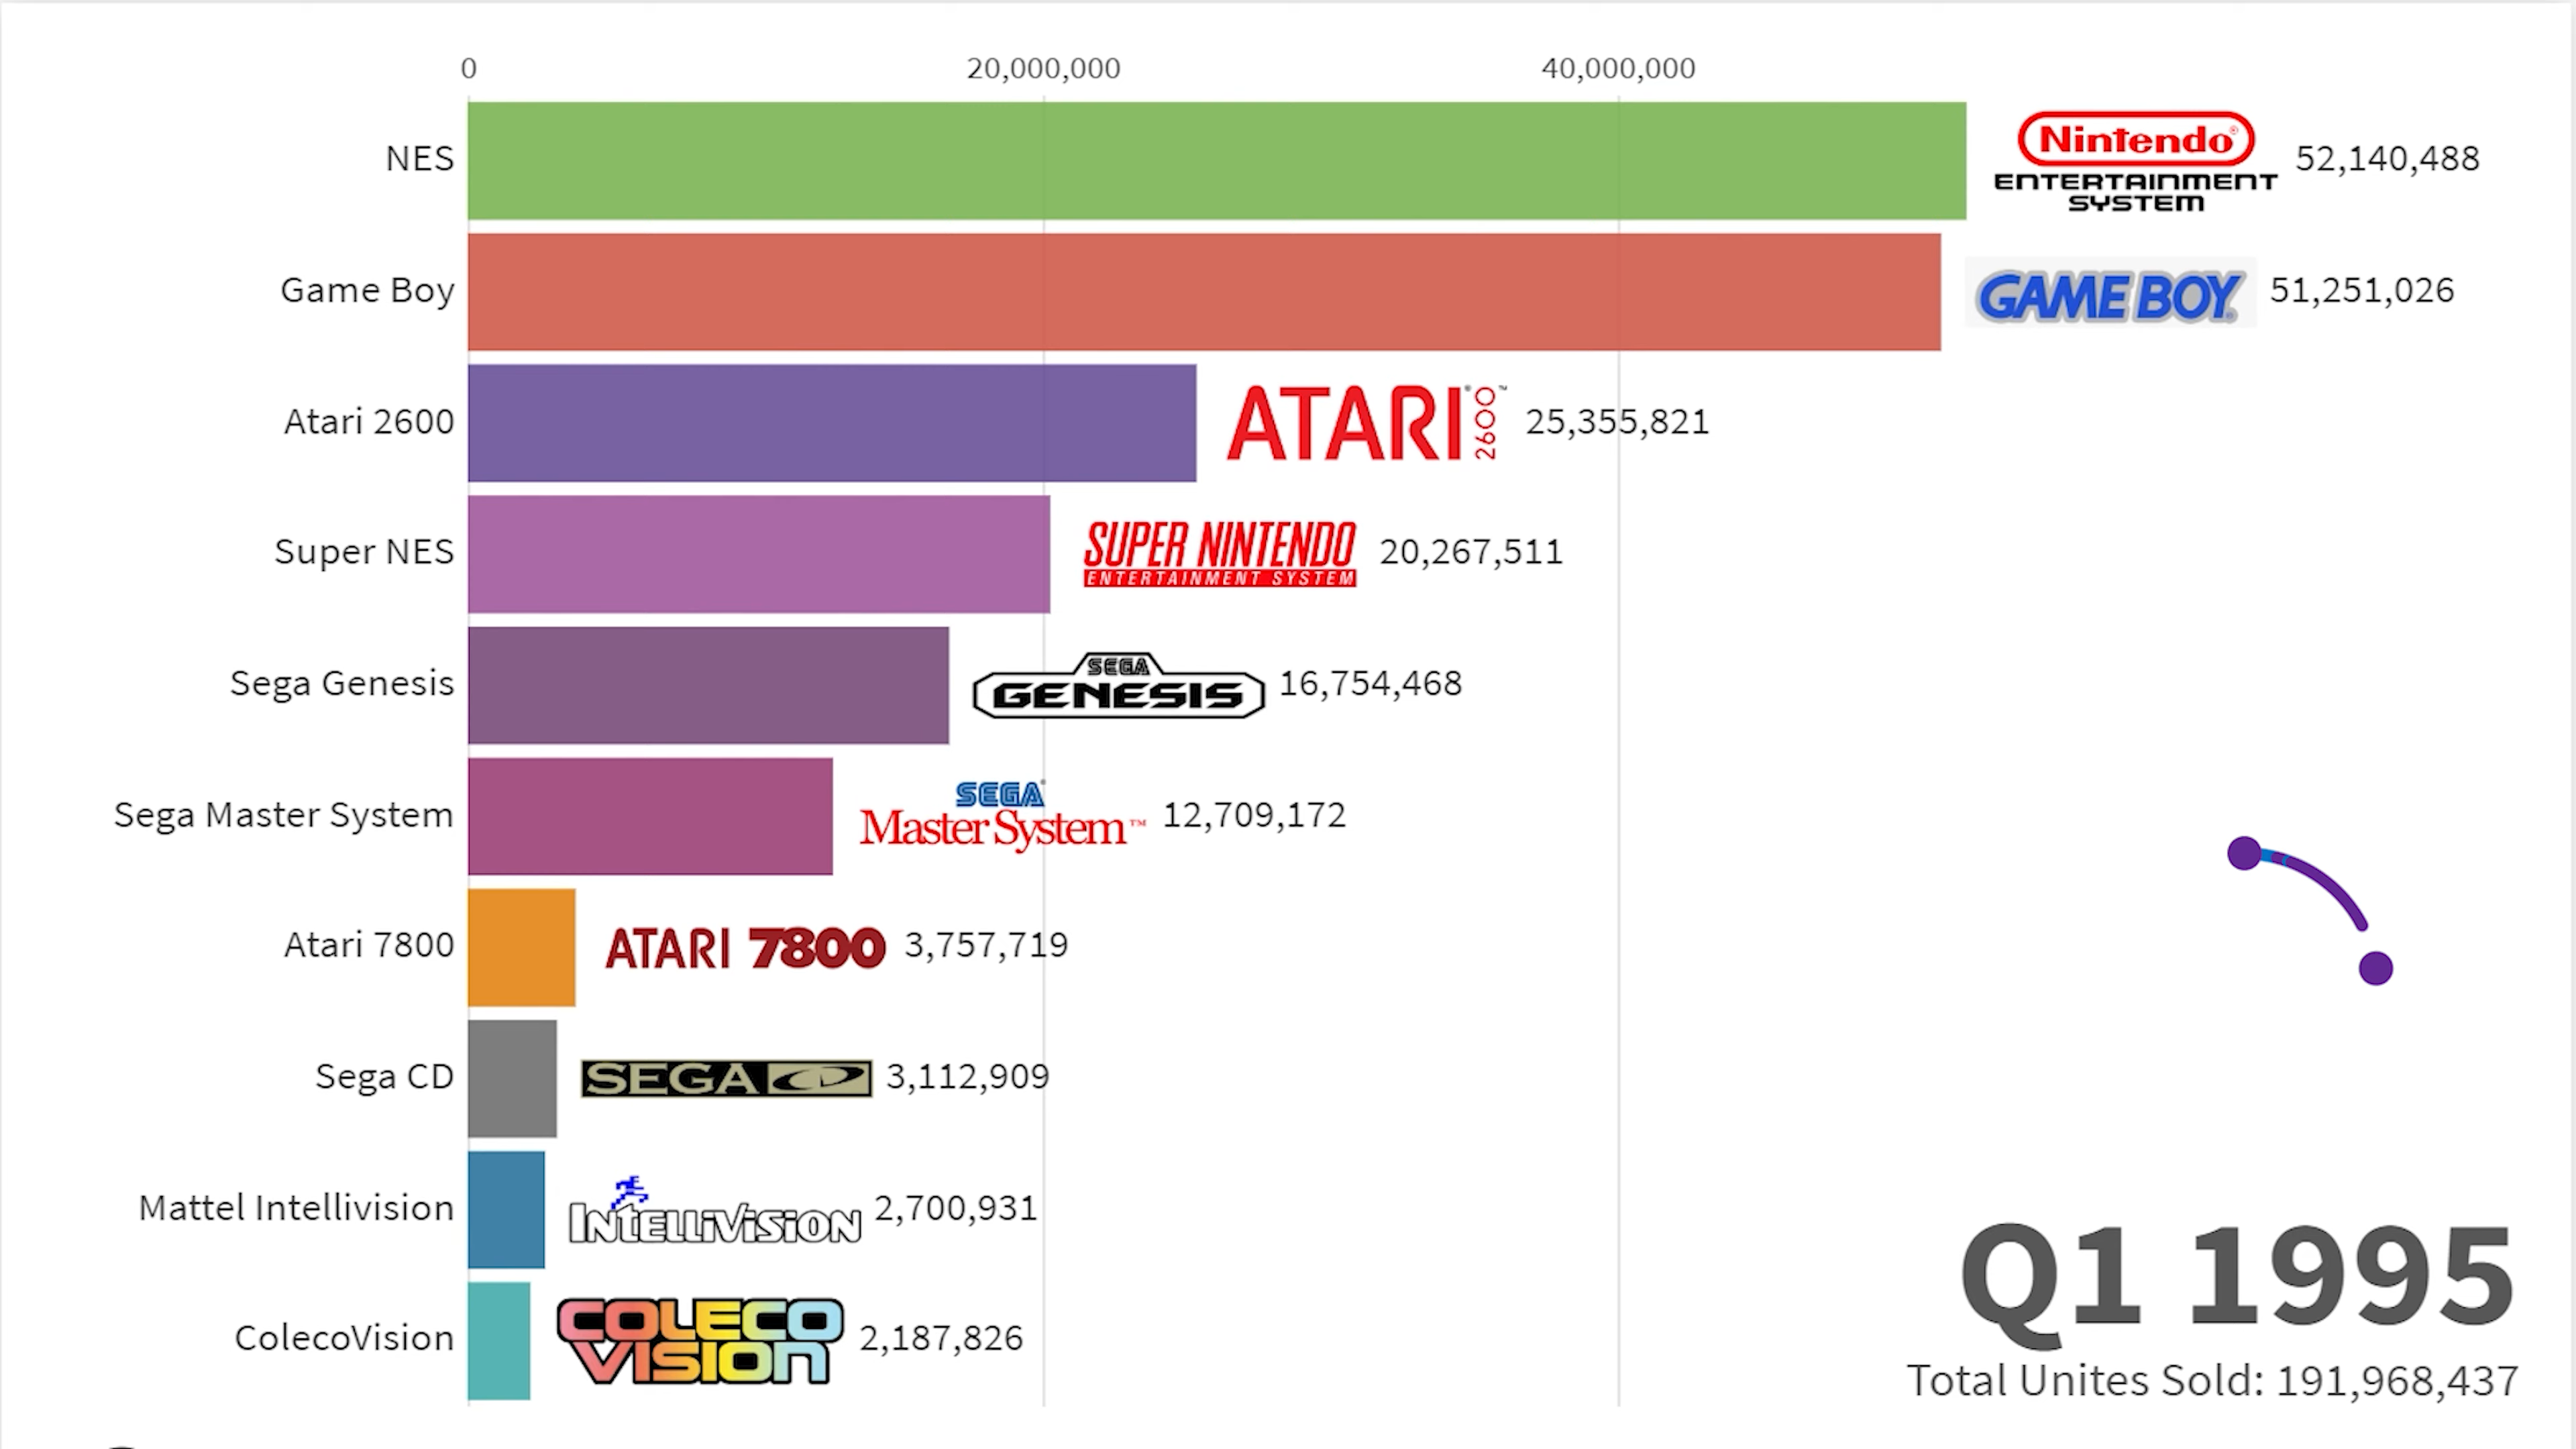 0 20,000,000 40,000,000
NES Nintendo® 52,140,488
ENTERTAINMENT
SYSTEM
Game Boy GAME BOY 51,251,026
Atari 2600 ATARI® 2600™ 25,355,821
Super NES SUPER NINTENDO 20,267,511
ENTERTAINMENT SYSTEM
Sega Genesis SEGA GENESIS 16,754,468
Sega Master System SEGA® Master System™ 12,709,172
Atari 7800 ATARI 7800 3,757,719
Sega CD SEGA CD 3,112,909
Mattel Intellivision INTELLIVISION 2,700,931
ColecoVision COLECO VISION 2,187,826
Q1 1995
Total Unites Sold: 191,968,437